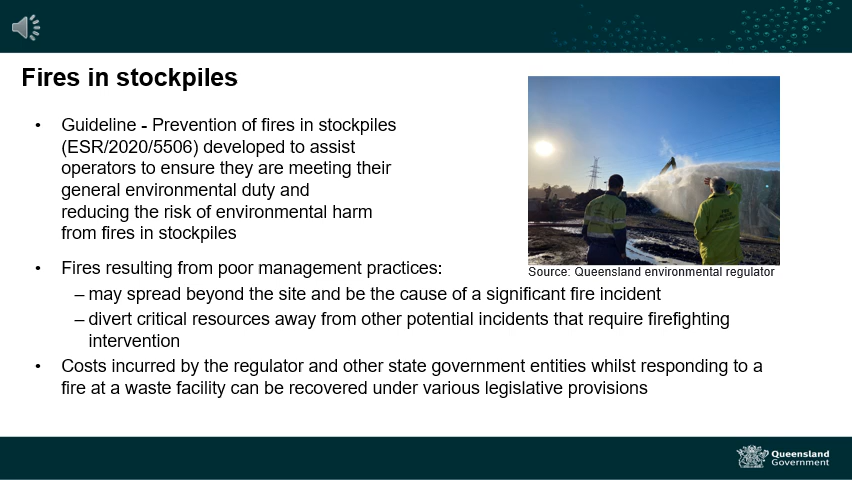 Fires in stockpiles
• Guideline - Prevention of fires in stockpiles
(ESR/2020/5506) developed to assist
operators to ensure they are meeting their
general environmental duty and
reducing the risk of environmental harm
from fires in stockpiles
Source: Queensland environmental regulator
• Fires resulting from poor management practices:
– may spread beyond the site and be the cause of a significant fire incident
– divert critical resources away from other potential incidents that require firefighting
intervention
• Costs incurred by the regulator and other state government entities whilst responding to a
fire at a waste facility can be recovered under various legislative provisions
Queensland
Government